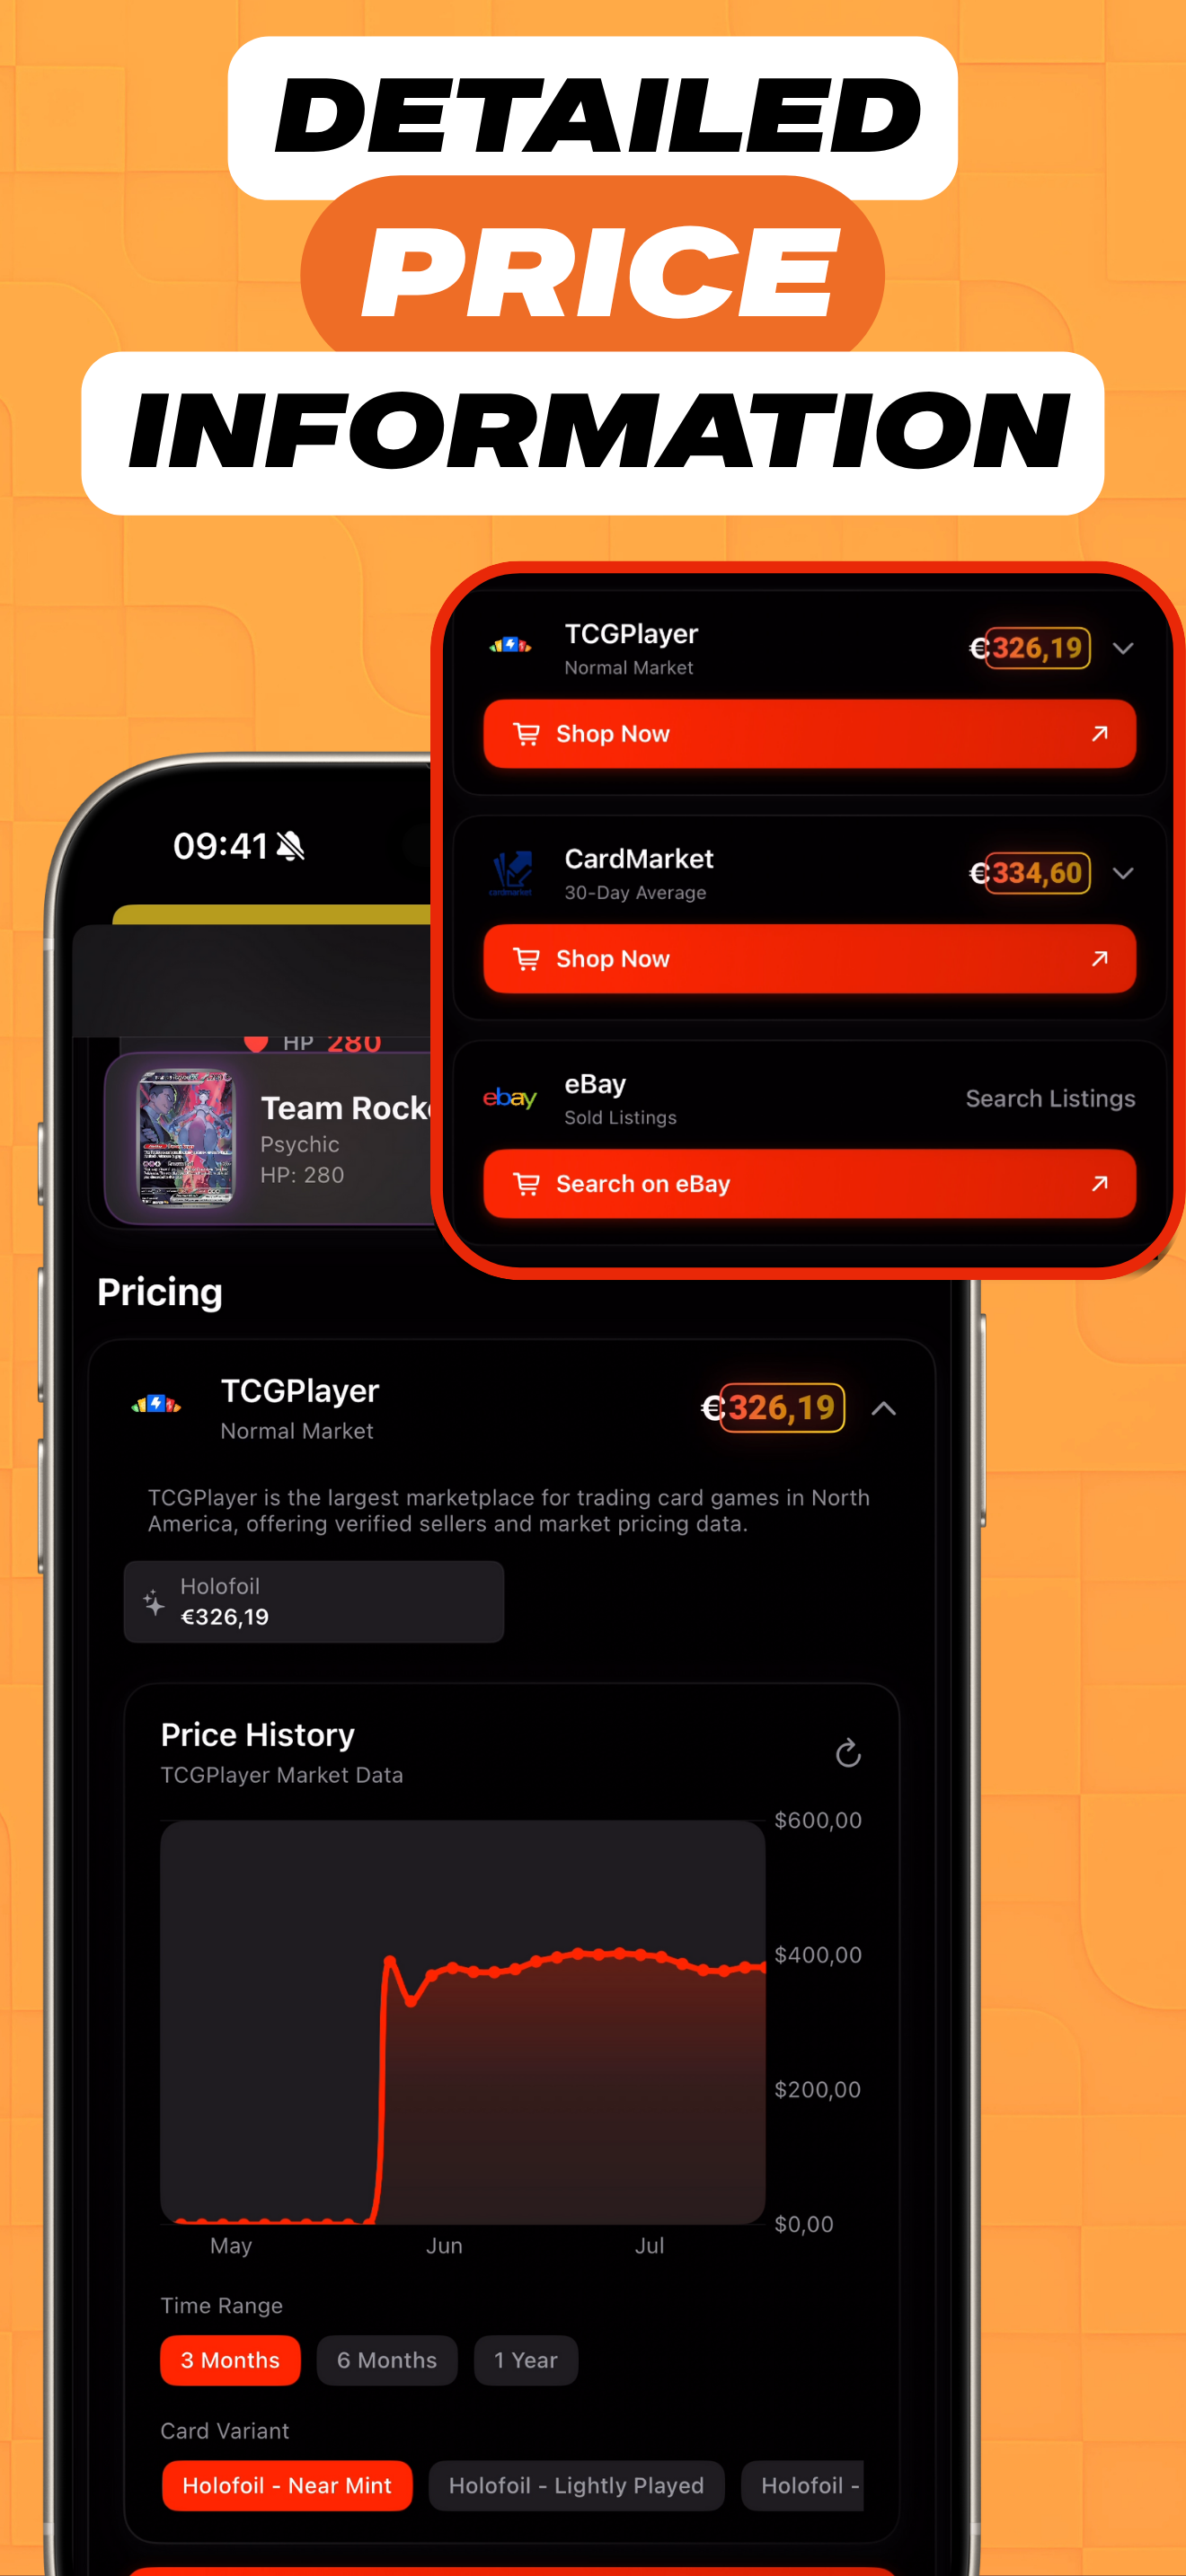 DETAILED
PRICE
INFORMATION
TCGPlayer
Normal Market
€326,19
Shop Now
CardMarket
30-Day Average
cardmarket
€334,60
Shop Now
ebay
eBay
Sold Listings
Search Listings
Search on eBay
09:41
HP 280
Team Rock
Psychic
HP: 280
Pricing
TCGPlayer
Normal Market
€326,19
TCGPlayer is the largest marketplace for trading card games in North
America, offering verified sellers and market pricing data.
Holofoil
€326,19
Price History
TCGPlayer Market Data
$600,00
$400,00
$200,00
$0,00
May Jun Jul
Time Range
3 Months 6 Months 1 Year
Card Variant
Holofoil - Near Mint Holofoil - Lightly Played Holofoil -